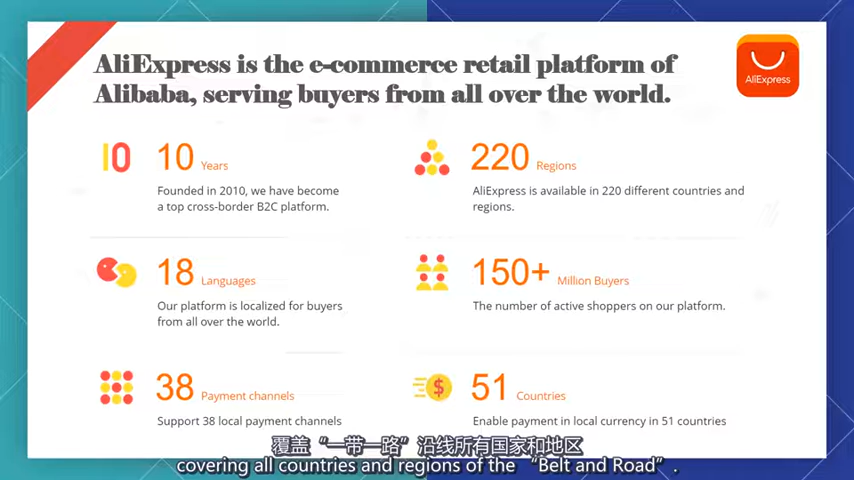 AliExpress is the e-commerce retail platform of
Alibaba, serving buyers from all over the world.
AliExpress
10 10 Years
Founded in 2010, we have become
a top cross-border B2C platform.
220 Regions
AliExpress is available in 220 different countries and
regions.
18 Languages
Our platform is localized for buyers
from all over the world.
150+ Million Buyers
The number of active shoppers on our platform.
38 Payment channels
Support 38 local payment channels
$ 51 Countries
Enable payment in local currency in 51 countries
覆盖“一带一路”沿线所有国家和地区
covering all countries and regions of the “Belt and Road”.